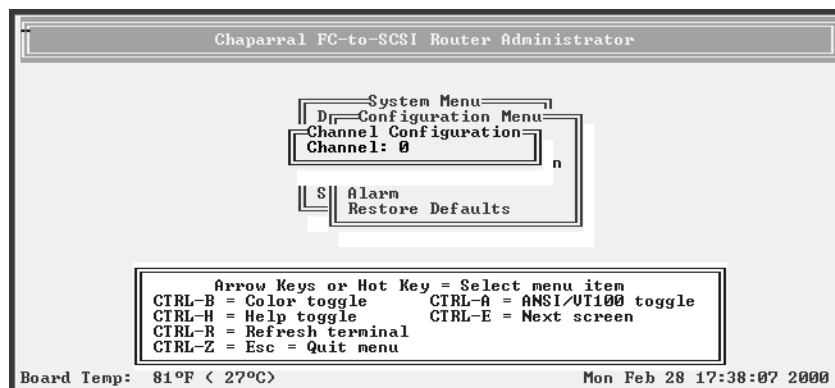 Chaparral FC-to-SCSI Router Administrator
System Menu
D Configuration Menu
Channel Configuration
Channel: 0
n
S Alarm
Restore Defaults
Arrow Keys or Hot Key = Select menu item
CTRL-B = Color toggle CTRL-A = ANSI/VT100 toggle
CTRL-H = Help toggle CTRL-E = Next screen
CTRL-R = Refresh terminal
CTRL-Z = Esc = Quit menu
Board Temp: 81ºF ( 27ºC) Mon Feb 28 17:38:07 2000